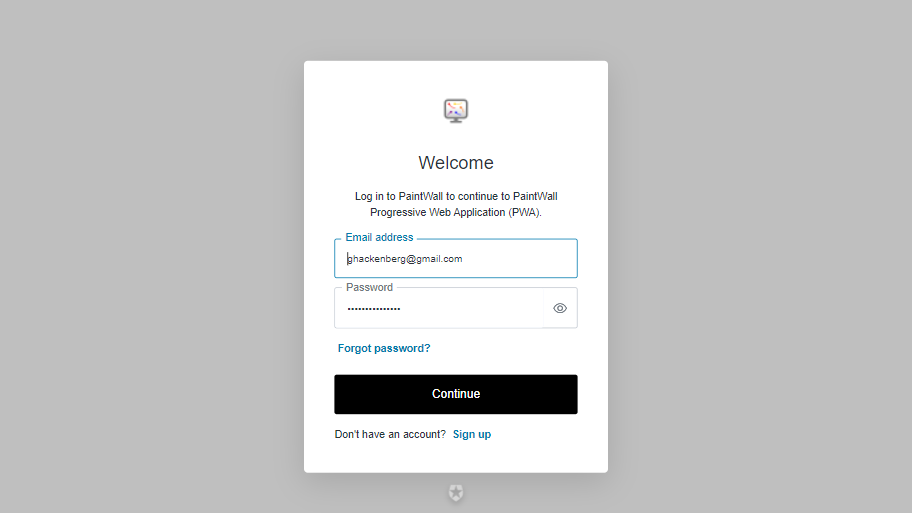 Welcome
Log in to PaintWall to continue to PaintWall
Progressive Web Application (PWA).
Email address
ghackenberg@gmail.com
Password
•••••••••••••••
Forgot password?
Continue
Don't have an account? Sign up